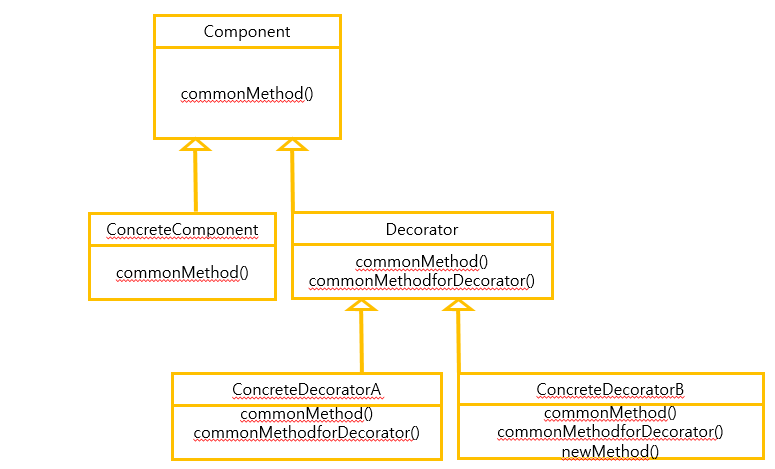 Component
commonMethod()
ConcreteComponent
commonMethod()
Decorator
commonMethod()
commonMethodforDecorator()
ConcreteDecoratorA
commonMethod()
commonMethodforDecorator()
ConcreteDecoratorB
commonMethod()
commonMethodforDecorator()
newMethod()